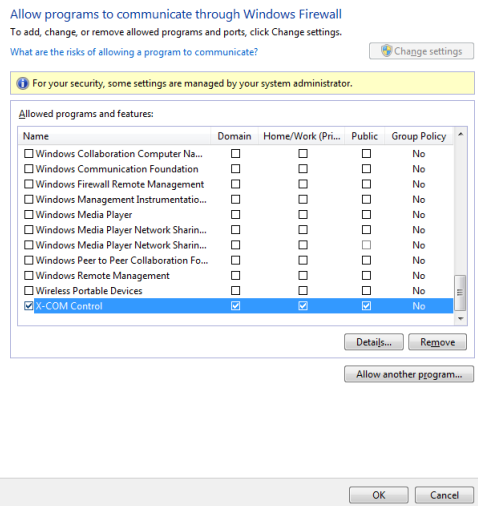 Allow programs to communicate through Windows Firewall
To add, change, or remove allowed programs and ports, click Change settings.
What are the risks of allowing a program to communicate?
Change settings
For your security, some settings are managed by your system administrator.
Allowed programs and features:
Name Domain Home/Work (Pri... Public Group Policy
Windows Collaboration Computer Na... No
Windows Communication Foundation No
Windows Firewall Remote Management No
Windows Management Instrumentatio... No
Windows Media Player No
Windows Media Player Network Sharin... No
Windows Media Player Network Sharin... No
Windows Peer to Peer Collaboration Fo... No
Windows Remote Management No
Wireless Portable Devices No
X-COM Control No
Details... Remove
Allow another program...
OK Cancel